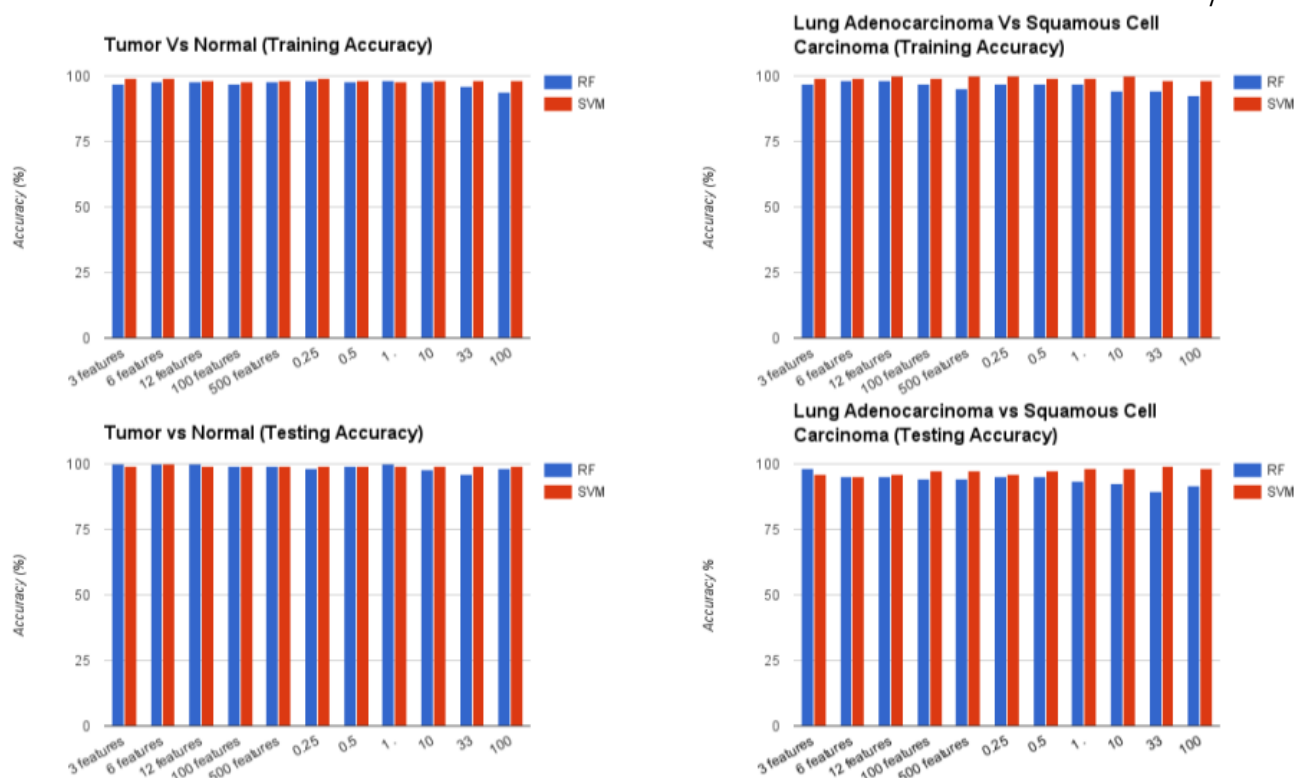 Tumor Vs Normal (Training Accuracy)
100
75
50
25
0
Accuracy (%)
3 features
6 features
12 features
100 features
500 features
0.25
0.5
1.
10
33
100
RF
SVM
Lung Adenocarcinoma Vs Squamous Cell
Carcinoma (Training Accuracy)
100
75
50
25
0
Accuracy (%)
3 features
6 features
12 features
100 features
500 features
0.25
0.5
1.
10
33
100
RF
SVM
Tumor vs Normal (Testing Accuracy)
100
75
50
25
0
Accuracy (%)
3 features
6 features
12 features
100 features
500 features
0.25
0.5
1.
10
33
100
RF
SVM
Lung Adenocarcinoma vs Squamous Cell
Carcinoma (Testing Accuracy)
100
75
50
25
0
Accuracy %
3 features
6 features
12 features
100 features
500 features
0.25
0.5
1.
10
33
100
RF
SVM